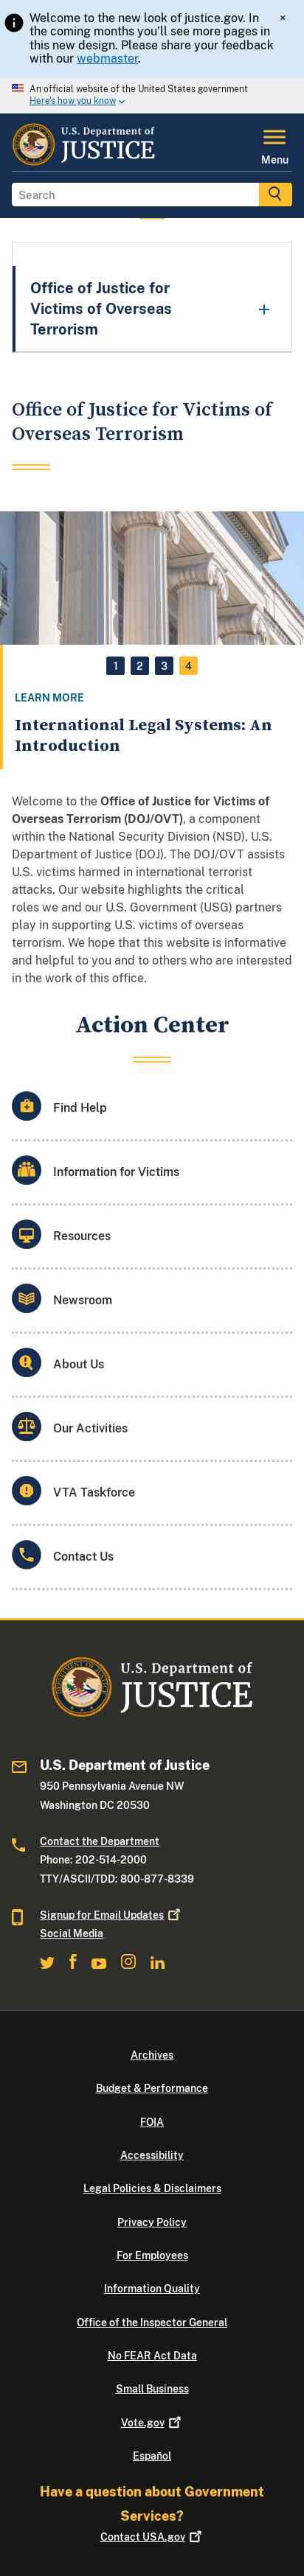 Welcome to the new look of justice.gov. In
the coming months you'll see more pages in
this new design. Please share your feedback
with our webmaster.
×
An official website of the United States government
Here's how you know
U.S. Department of
JUSTICE
Menu
Search
Office of Justice for
Victims of Overseas
Terrorism
Office of Justice for Victims of
Overseas Terrorism
1 2 3 4
LEARN MORE
International Legal Systems: An
Introduction
Welcome to the Office of Justice for Victims of
Overseas Terrorism (DOJ/OVT), a component
within the National Security Division (NSD), U.S.
Department of Justice (DOJ). The DOJ/OVT assists
U.S. victims harmed in international terrorist
attacks. Our website highlights the critical
roles we and our U.S. Government (USG) partners
play in supporting U.S. victims of overseas
terrorism. We hope that this website is informative
and helpful to victims and to others who are interested
in the work of this office.
Action Center
Find Help
Information for Victims
Resources
Newsroom
About Us
Our Activities
VTA Taskforce
Contact Us
U.S. Department of
JUSTICE
U.S. Department of Justice
950 Pennsylvania Avenue NW
Washington DC 20530
Contact the Department
Phone: 202-514-2000
TTY/ASCII/TDD: 800-877-8339
Signup for Email Updates
Social Media
Archives
Budget & Performance
FOIA
Accessibility
Legal Policies & Disclaimers
Privacy Policy
For Employees
Information Quality
Office of the Inspector General
No FEAR Act Data
Small Business
Vote.gov
Español
Have a question about Government
Services?
Contact USA.gov